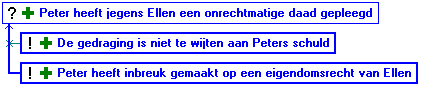 ? + Peter heeft jegens Ellen een onrechtmatige daad gepleegd
! + De gedraging is niet te wijten aan Peters schuld
! + Peter heeft inbreuk gemaakt op een eigendomsrecht van Ellen